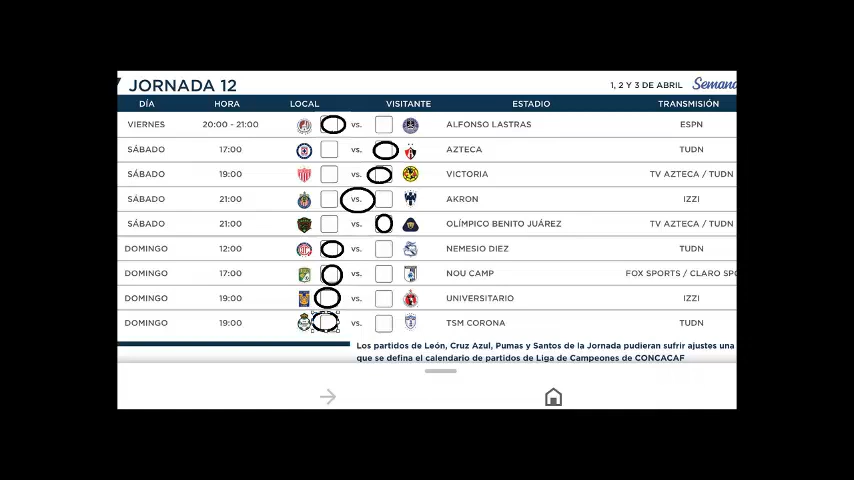 JORNADA 12 1, 2 Y 3 DE ABRIL Semana
DÍA HORA LOCAL VISITANTE ESTADIO TRANSMISIÓN
VIERNES 20:00 - 21:00 vs. ALFONSO LASTRAS ESPN
SÁBADO 17:00 vs. AZTECA TUDN
SÁBADO 19:00 vs. VICTORIA TV AZTECA / TUDN
SÁBADO 21:00 vs. AKRON IZZI
SÁBADO 21:00 vs. OLÍMPICO BENITO JUÁREZ TV AZTECA / TUDN
DOMINGO 12:00 vs. NEMESIO DIEZ TUDN
DOMINGO 17:00 vs. NOU CAMP FOX SPORTS / CLARO SPO
DOMINGO 19:00 vs. UNIVERSITARIO IZZI
DOMINGO 19:00 vs. TSM CORONA TUDN
Los partidos de León, Cruz Azul, Pumas y Santos de la Jornada pudieran sufrir ajustes una
que se defina el calendario de partidos de Liga de Campeones de CONCACAF